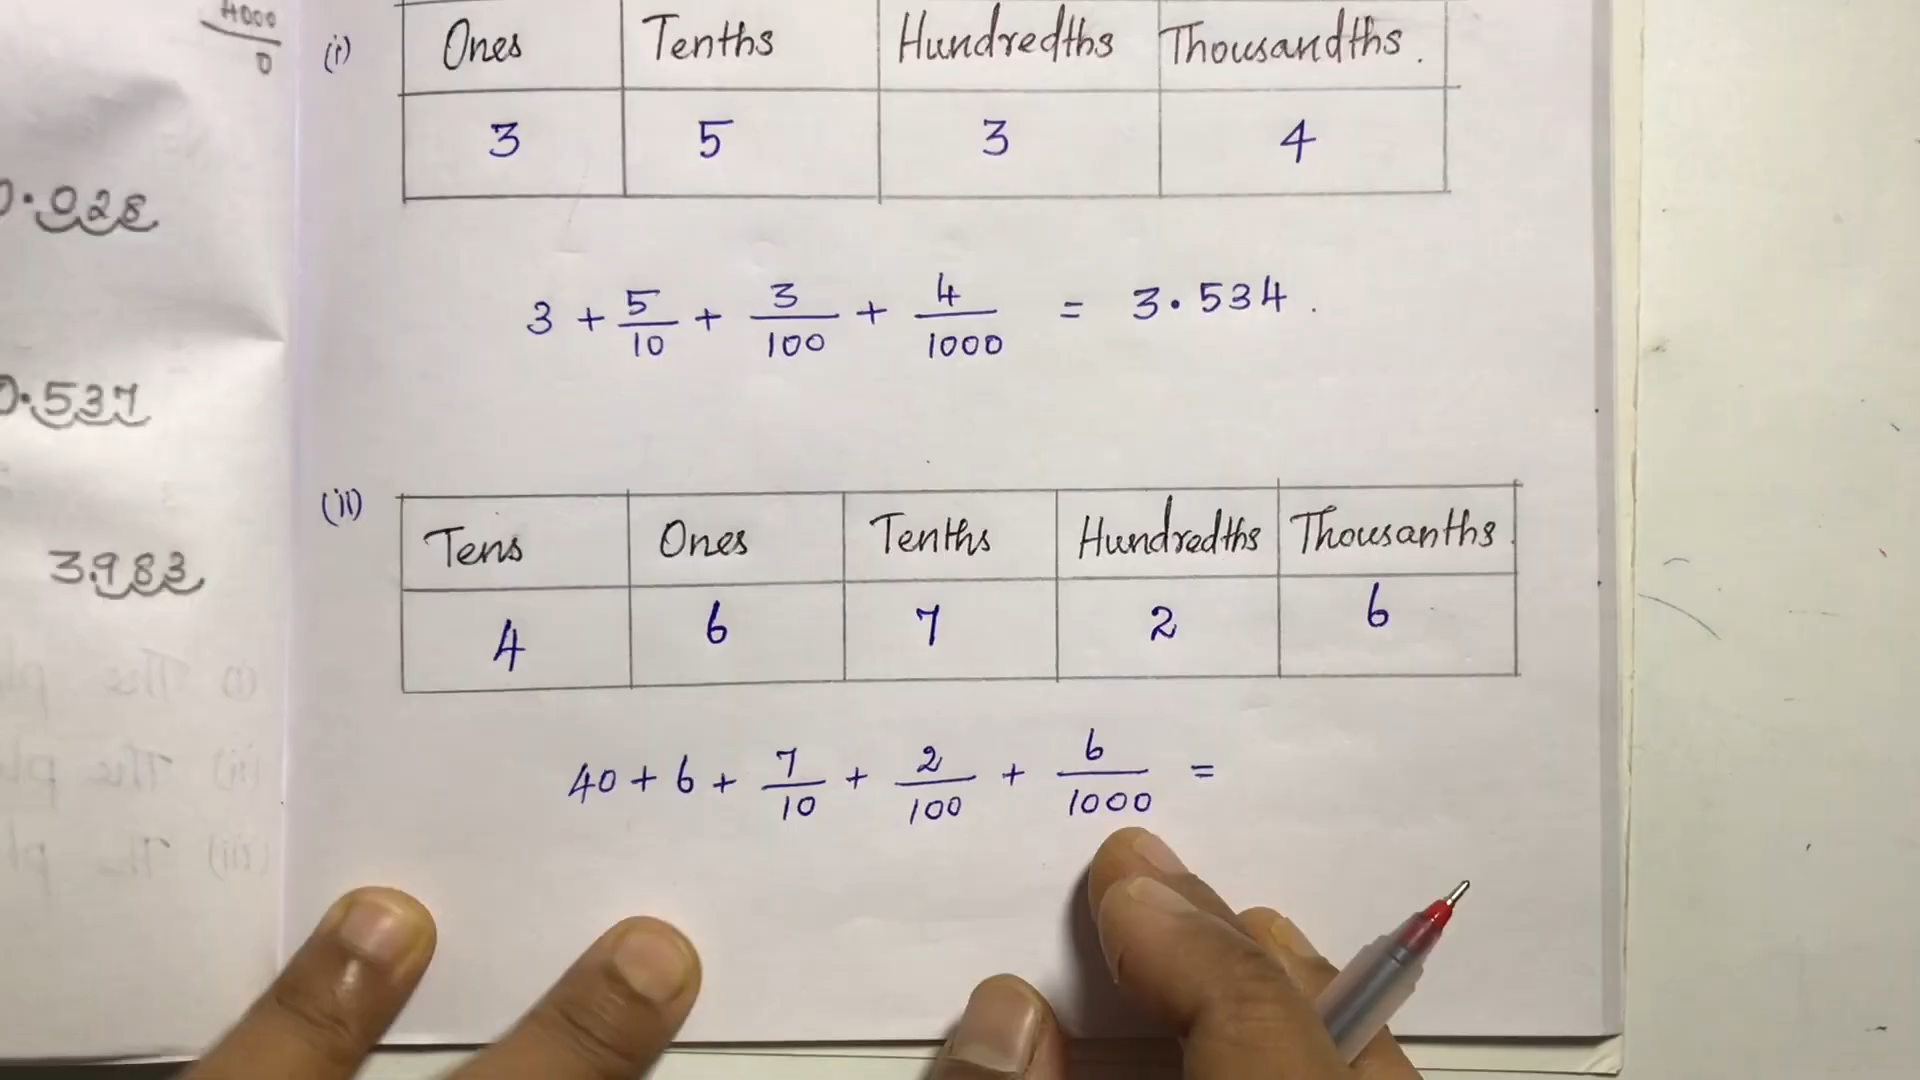 4000
0
0.028
0.537
3.983
(i) Ones Tenths Hundredths Thousandths.
3 5 3 4
3 + 5/10 + 3/100 + 4/1000 = 3.534.
(ii) Tens Ones Tenths Hundredths Thousanths.
4 6 7 2 6
40 + 6 + 7/10 + 2/100 + 6/1000 =